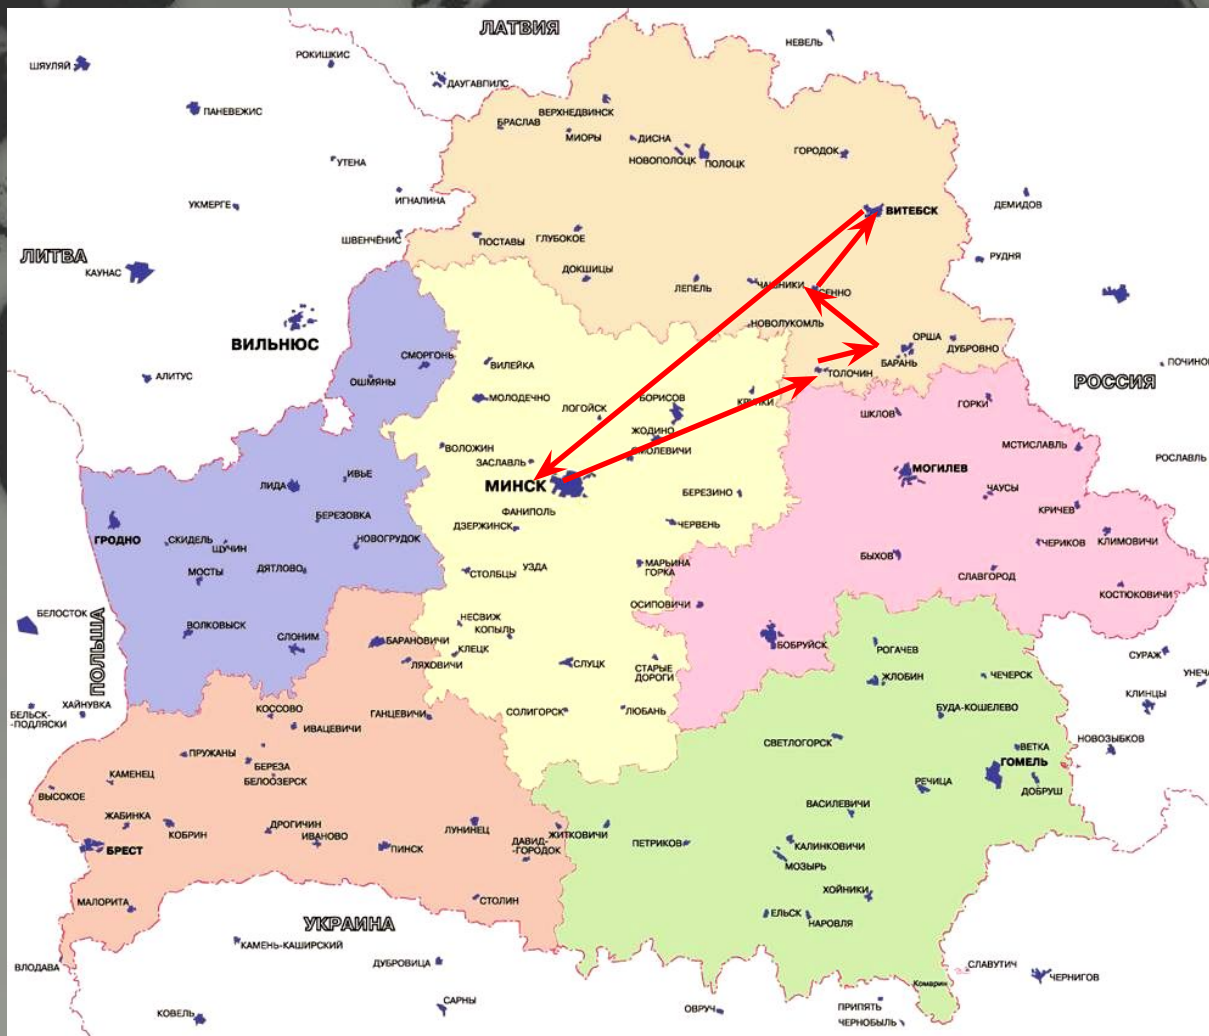 ЛАТВИЯ
НЕВЕЛЬ
РОКИШКИС
ШЯУЛЯЙ
ДАУГАВПИЛС
ПАНЕВЕЖИС
ВЕРХНЕДВИНСК
БРАСЛАВ
МИОРЫ
ДИСНА
НОВОПОЛОЦК
ПОЛОЦК
ГОРОДОК
УТЕНА
ИГНАЛИНА
УКМЕРГЕ
ВИТЕБСК
ДЕМИДОВ
ШВЕНЧЁНИС
ПОСТАВЫ
ГЛУБОКОЕ
ЛИТВА
КАУНАС
ДОКШИЦЫ
ЛЕПЕЛЬ
ЧАШНИКИ
СЕННО
РУДНЯ
НОВОЛУКОМЛЬ
ВИЛЬНЮС
ОРША
ДУБРОВНО
БАРАНЬ
СМОРГОНЬ
ВИЛЕЙКА
ТОЛОЧИН
ПОЧИНОК
АЛИТУС
ОШМЯНЫ
РОССИЯ
МОЛОДЕЧНО
ЛОГОЙСК
БОРИСОВ
КРУПКИ
ШКЛОВ
ГОРКИ
ЖОДИНО
ВОЛОЖИН
СМОЛЕВИЧИ
МСТИСЛАВЛЬ
ЗАСЛАВЛЬ
РОСЛАВЛЬ
ИВЬЕ
МОГИЛЕВ
ЛИДА
МИНСК
БЕРЕЗИНО
ЧАУСЫ
КРИЧЕВ
ФАНИПОЛЬ
БЕРЕЗОВКА
ДЗЕРЖИНСК
ЧЕРВЕНЬ
ГРОДНО
СКИДЕЛЬ
ЩУЧИН
НОВОГРУДОК
ЧЕРИКОВ
КЛИМОВИЧИ
БЫХОВ
МОСТЫ
ДЯТЛОВО
СТОЛБЦЫ
УЗДА
МАРЬИНА
ГОРКА
СЛАВГОРОД
КОСТЮКОВИЧИ
ОСИПОВИЧИ
БЕЛОСТОК
ПОЛЬША
ВОЛКОВЫСК
НЕСВИЖ
КОПЫЛЬ
БАРАНОВИЧИ
СЛОНИМ
КЛЕЦК
БОБРУЙСК
РОГАЧЕВ
ЛЯХОВИЧИ
СЛУЦК
СТАРЫЕ
ДОРОГИ
СУРАЖ
ЖЛОБИН
ЧЕЧЕРСК
УНЕЧА
КЛИНЦЫ
ХАЙНУВКА
БЕЛЬСК-
-ПОДЛЯСКИ
КОССОВО
ГАНЦЕВИЧИ
СОЛИГОРСК
ЛЮБАНЬ
БУДА-КОШЕЛЕВО
ИВАЦЕВИЧИ
СВЕТЛОГОРСК
НОВОЗЫБКОВ
ВЕТКА
ПРУЖАНЫ
БЕРЕЗА
ГОМЕЛЬ
КАМЕНЕЦ
БЕЛООЗЕРСК
РЕЧИЦА
ДОБРУШ
ВЫСОКОЕ
ВАСИЛЕВИЧИ
ЖАБИНКА
КОБРИН
ДРОГИЧИН
ИВАНОВО
ЛУНИНЕЦ
ЖИТКОВИЧИ
ДАВИД-
-ГОРОДОК
ПЕТРИКОВ
КАЛИНКОВИЧИ
БРЕСТ
ПИНСК
МОЗЫРЬ
ХОЙНИКИ
МАЛОРИТА
СТОЛИН
ЕЛЬСК
НАРОВЛЯ
УКРАИНА
КАМЕНЬ-КАШИРСКИЙ
ВЛОДАВА
ДУБРОВИЦА
СЛАВУТИЧ
ЧЕРНИГОВ
Комарин
КОВЕЛЬ
САРНЫ
ОВРУЧ
ПРИПЯТЬ
ЧЕРНОБЫЛЬ